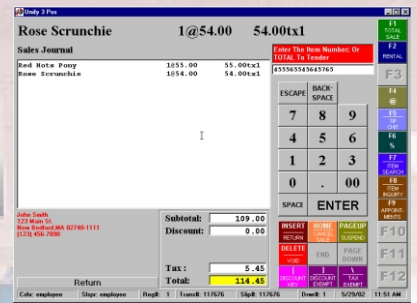 Unily 3 Pos
Rose Scrunchie 1@54.00 54.00tx1
Sales Journal
Enter The Item Number: Or
TOTAL To Tender
455365545645765
Red Hots Pony 1@55.00 55.00tx1
Rose Scrunchie 1@54.00 54.00tx1
ESCAPE BACK-SPACE
7 8 9
4 5 6
1 2 3
0 . 00
SPACE ENTER
John Smith
123 Main St.
New Bedford,MA 02740-1111
(123) 456-7890
Subtotal: 109.00
Discount: 0.00
Tax : 5.45
Total: 114.45
Return
INSERT RETURN HOME CANCEL SALE PAGEUP SUSPEND
DELETE VOID END PAGE DOWN
DISCOUNT KEY DISCOUNT EXEMPT TAX EXEMPT
F1 TOTAL SALE
F2 RENTAL
F3
F4 @
F5
F6 %
F7 ITEM SEARCH
F8 ITEM INQUIRY
F9 APPOINT-MENTS
F10
F11
F12
Cshr: employee Slspr: employee Reg#: 1 Trans#: 117676 Slip#: 117676 Drwr#: 1 5/29/02 11:51 AM